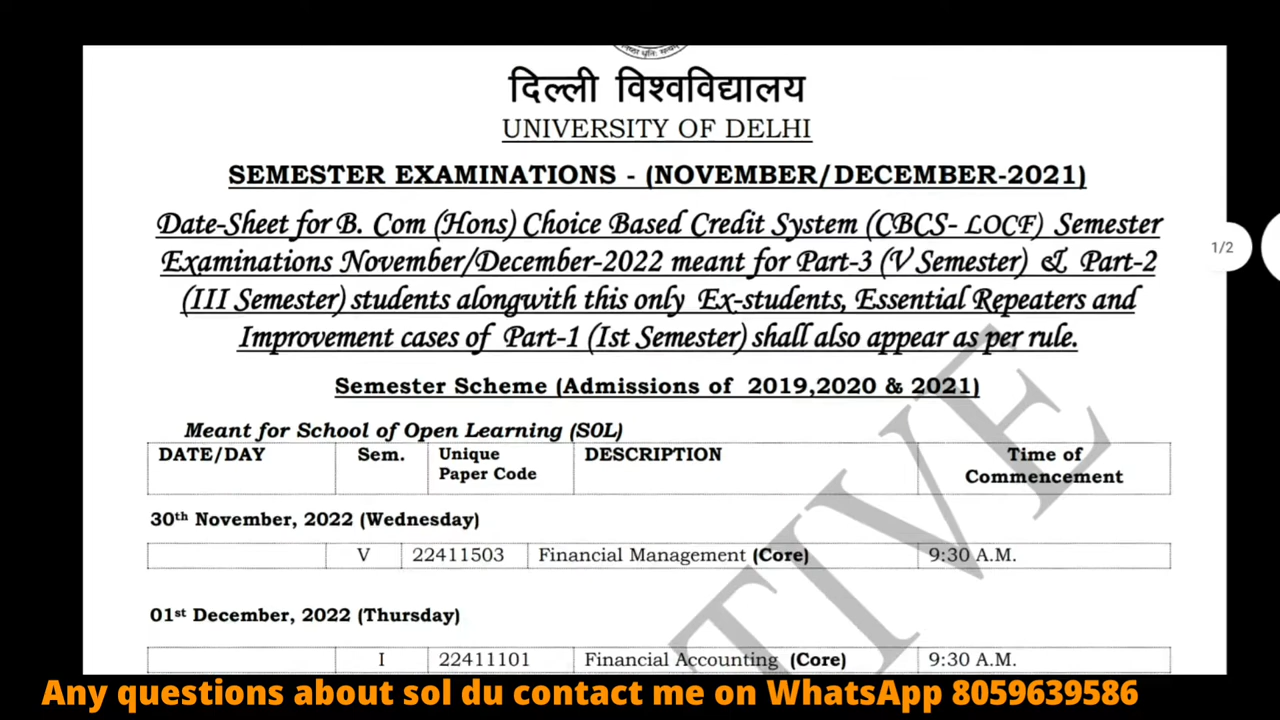 दिल्ली विश्वविद्यालय
UNIVERSITY OF DELHI
SEMESTER EXAMINATIONS - (NOVEMBER/DECEMBER-2021)
Date-Sheet for B. Com (Hons) Choice Based Credit System (CBCS- LOCF) Semester
Examinations November/December-2022 meant for Part-3 (V Semester) & Part-2
(III Semester) students alongwith this only Ex-students, Essential Repeaters and
Improvement cases of Part-1 (Ist Semester) shall also appear as per rule.
1/2
Semester Scheme (Admissions of 2019,2020 & 2021)
Meant for School of Open Learning (SOL)
DATE/DAY Sem. Unique Paper Code DESCRIPTION Time of Commencement
30th November, 2022 (Wednesday)
V 22411503 Financial Management (Core) 9:30 A.M.
01st December, 2022 (Thursday)
I 22411101 Financial Accounting (Core) 9:30 A.M.
TIVE
Any questions about sol du contact me on WhatsApp 8059639586